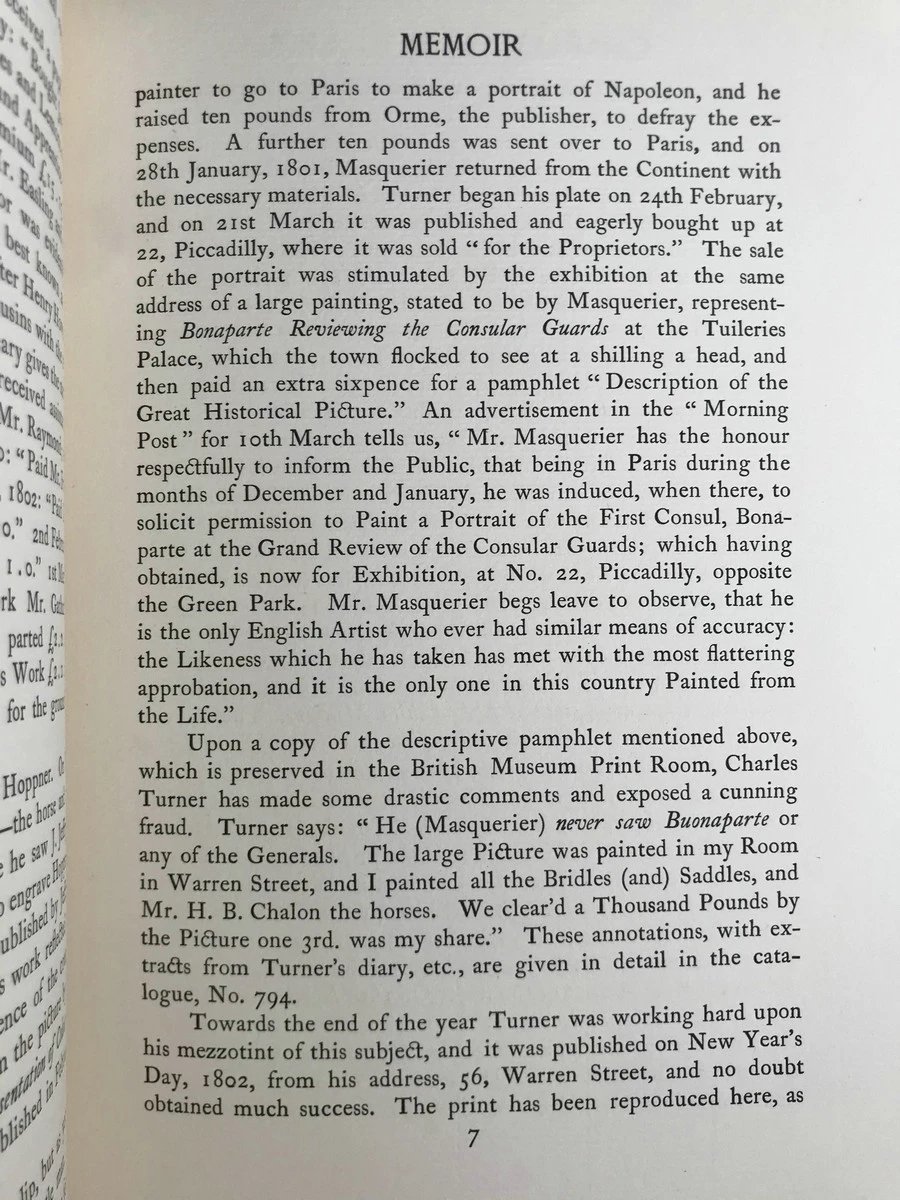 MEMOIR
painter to go to Paris to make a portrait of Napoleon, and he
raised ten pounds from Orme, the publisher, to defray the ex-
penses. A further ten pounds was sent over to Paris, and on
28th January, 1801, Masquerier returned from the Continent with
the necessary materials. Turner began his plate on 24th February,
and on 21st March it was published and eagerly bought up at
22, Piccadilly, where it was sold “for the Proprietors.” The sale
of the portrait was stimulated by the exhibition at the same
address of a large painting, stated to be by Masquerier, represent-
ing Bonaparte Reviewing the Consular Guards at the Tuileries
Palace, which the town flocked to see at a shilling a head, and
then paid an extra sixpence for a pamphlet “Description of the
Great Historical Picture.” An advertisement in the “Morning
Post” for 10th March tells us, “Mr. Masquerier has the honour
respectfully to inform the Public, that being in Paris during the
months of December and January, he was induced, when there, to
solicit permission to Paint a Portrait of the First Consul, Bona-
parte at the Grand Review of the Consular Guards; which having
obtained, is now for Exhibition, at No. 22, Piccadilly, opposite
the Green Park. Mr. Masquerier begs leave to observe, that he
is the only English Artist who ever had similar means of accuracy:
the Likeness which he has taken has met with the most flattering
approbation, and it is the only one in this country Painted from
the Life.”
Upon a copy of the descriptive pamphlet mentioned above,
which is preserved in the British Museum Print Room, Charles
Turner has made some drastic comments and exposed a cunning
fraud. Turner says: “He (Masquerier) never saw Buonaparte or
any of the Generals. The large Picture was painted in my Room
in Warren Street, and I painted all the Bridles (and) Saddles, and
Mr. H. B. Chalon the horses. We clear’d a Thousand Pounds by
the Picture one 3rd. was my share.” These annotations, with ex-
tracts from Turner’s diary, etc., are given in detail in the cata-
logue, No. 794.
Towards the end of the year Turner was working hard upon
his mezzotint of this subject, and it was published on New Year’s
Day, 1802, from his address, 56, Warren Street, and no doubt
obtained much success. The print has been reproduced here, as
7